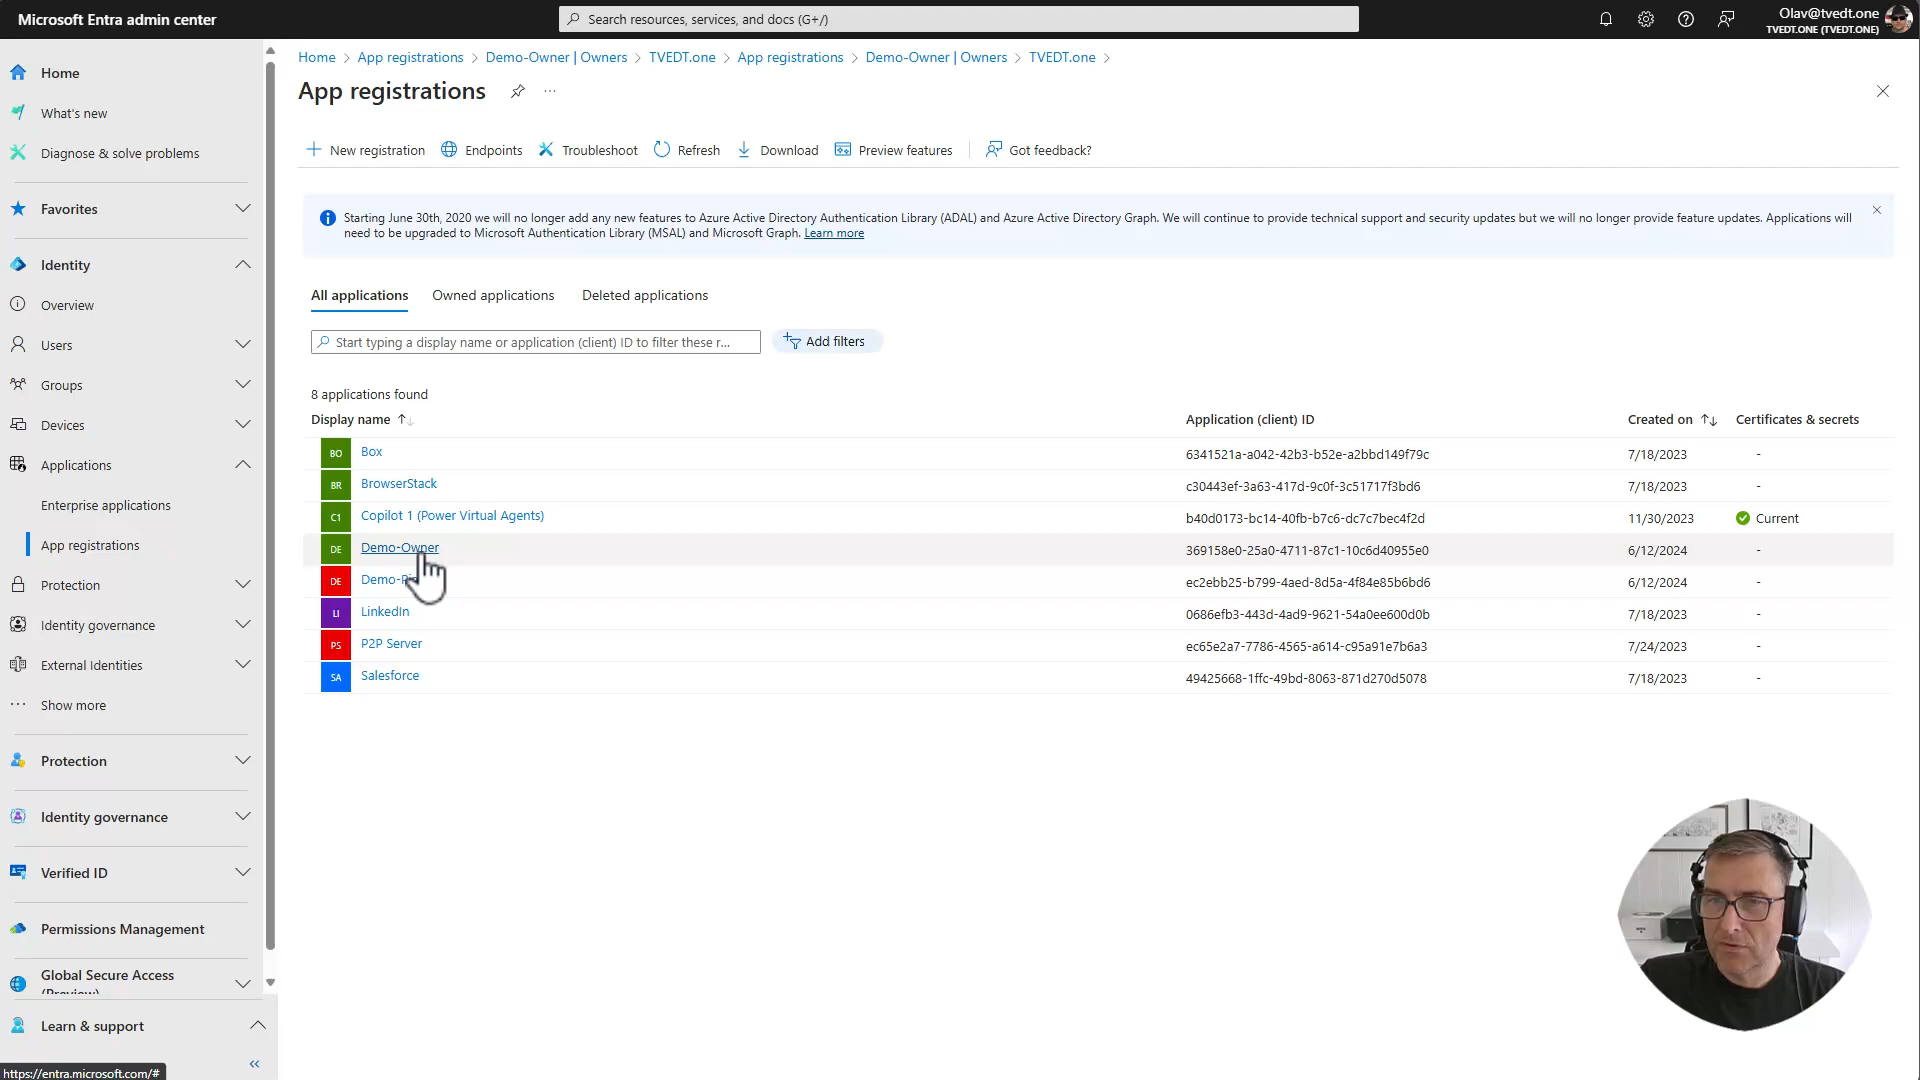 Microsoft Entra admin center
Search resources, services, and docs (G+/)
Olav@tvedt.one
TVEDT.ONE (TVEDT.ONE)
Home
What's new
Diagnose & solve problems
Favorites
Identity
Overview
Users
Groups
Devices
Applications
Enterprise applications
App registrations
Protection
Identity governance
External Identities
Show more
Protection
Identity governance
Verified ID
Permissions Management
Global Secure Access
(Preview)
Learn & support
https://entra.microsoft.com/#
Home > App registrations > Demo-Owner | Owners > TVEDT.one > App registrations > Demo-Owner | Owners > TVEDT.one >
App registrations
New registration Endpoints Troubleshoot Refresh Download Preview features Got feedback?
Starting June 30th, 2020 we will no longer add any new features to Azure Active Directory Authentication Library (ADAL) and Azure Active Directory Graph. We will continue to provide technical support and security updates but we will no longer provide feature updates. Applications will
need to be upgraded to Microsoft Authentication Library (MSAL) and Microsoft Graph. Learn more
All applications Owned applications Deleted applications
Start typing a display name or application (client) ID to filter these r... Add filters
8 applications found
Display name Application (client) ID Created on Certificates & secrets
BO Box 6341521a-a042-42b3-b52e-a2bbd149f79c 7/18/2023 -
BR BrowserStack c30443ef-3a63-417d-9c0f-3c51717f3bd6 7/18/2023 -
C1 Copilot 1 (Power Virtual Agents) b40d0173-bc14-40fb-b7c6-dc7c7bec4f2d 11/30/2023 Current
DE Demo-Owner 369158e0-25a0-4711-87c1-10c6d40955e0 6/12/2024 -
DE Demo- ec2ebb25-b799-4aed-8d5a-4f84e85b6bd6 6/12/2024 -
LI LinkedIn 0686efb3-443d-4ad9-9621-54a0ee600d0b 7/18/2023 -
PS P2P Server ec65e2a7-7786-4565-a614-c95a91e7b6a3 7/24/2023 -
SA Salesforce 49425668-1ffc-49bd-8063-871d270d5078 7/18/2023 -